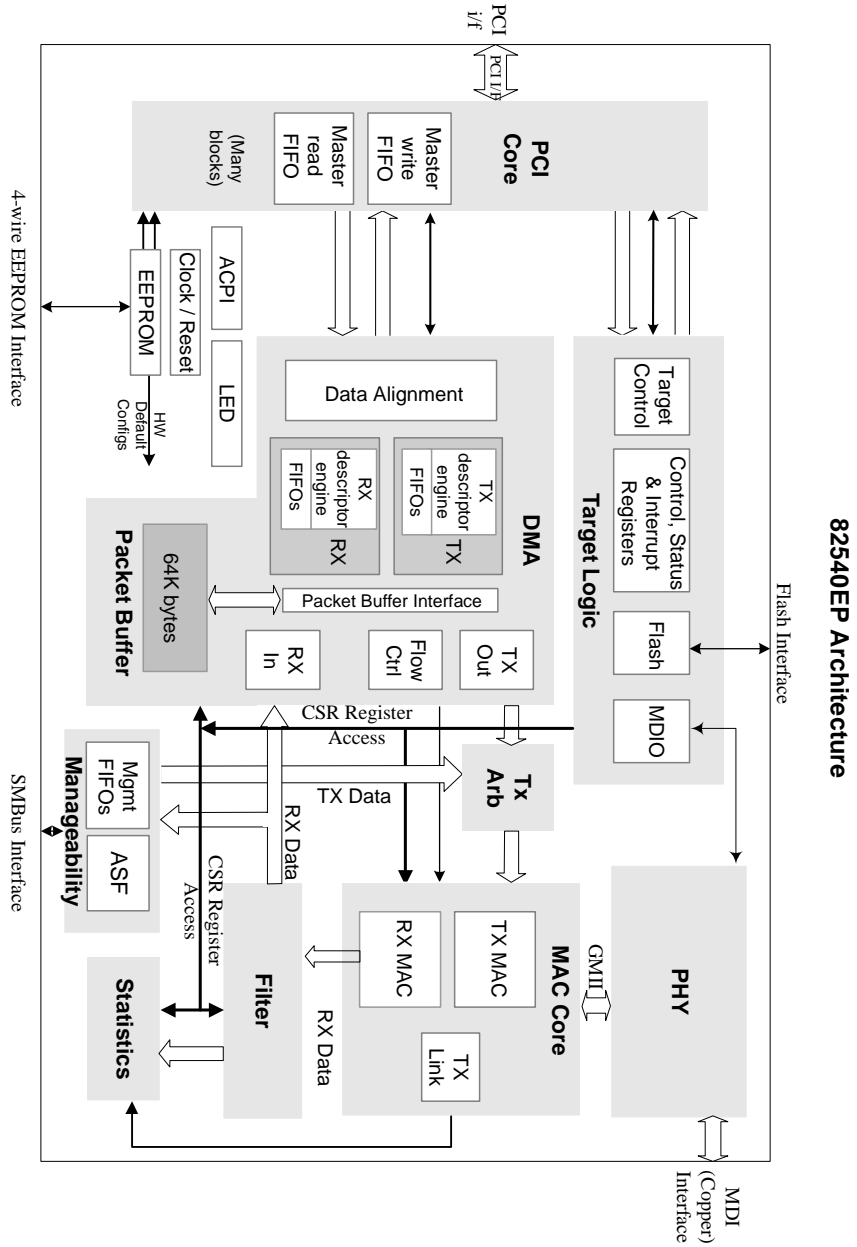 82540EP Architecture
PCI
i/f
PCI I/F
PCI
Core
Master
write
FIFO
Master
read
FIFO
(Many
blocks)
4-wire EEPROM Interface
ACPI
Clock / Reset
EEPROM
LED
HW
Default
Configs
Target
Control
Control, Status
& Interrupt
Registers
Flash
MDIO
Target Logic
Flash Interface
Data Alignment
TX
descriptor
engine
FIFOs
TX
RX
descriptor
engine
FIFOs
RX
DMA
Packet Buffer Interface
64K bytes
Packet Buffer
TX
Out
Flow
Ctrl
RX
In
CSR Register
Access
Tx
Arb
TX Data
RX Data
Mgmt
FIFOs
ASF
Manageability
SMBus Interface
CSR Register
Access
PHY
GMII
MAC Core
TX MAC
RX MAC
TX
Link
RX Data
Filter
Statistics
MDI
(Copper)
Interface